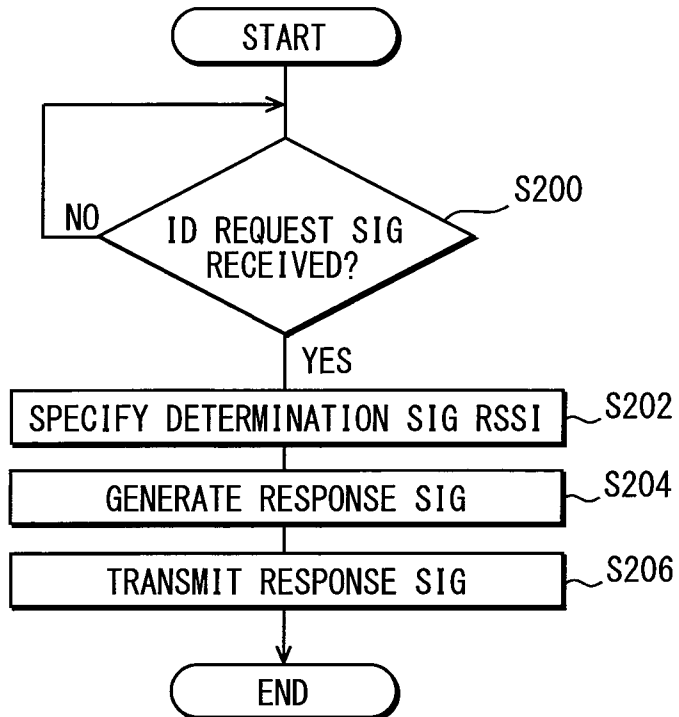 START
S200
NO
ID REQUEST SIG
RECEIVED?
YES
SPECIFY DETERMINATION SIG RSSI
S202
GENERATE RESPONSE SIG
S204
TRANSMIT RESPONSE SIG
S206
END